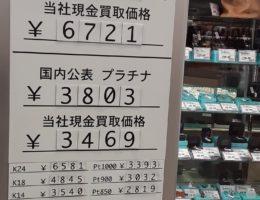 当社現金買取価格
¥ 6721
国内公表 プラチナ
¥ 3803
当社現金買取価格
¥ 3469
K24 ¥ 6581 Pt1000 ¥ 3393
K18 ¥ 4845 Pt900 ¥ 3032
K14 ¥ 3540 Pt850 ¥ 2819